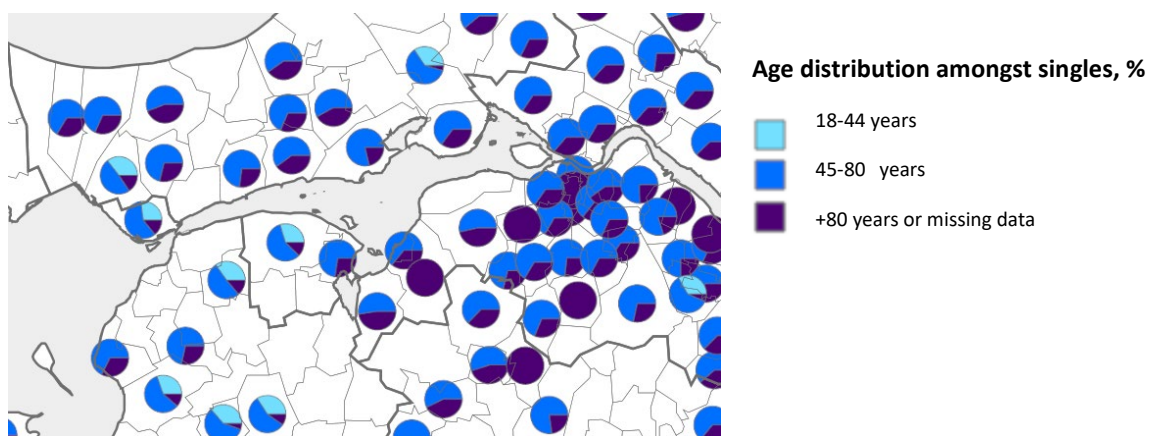 Age distribution amongst singles, %
18-44 years
45-80 years
+80 years or missing data